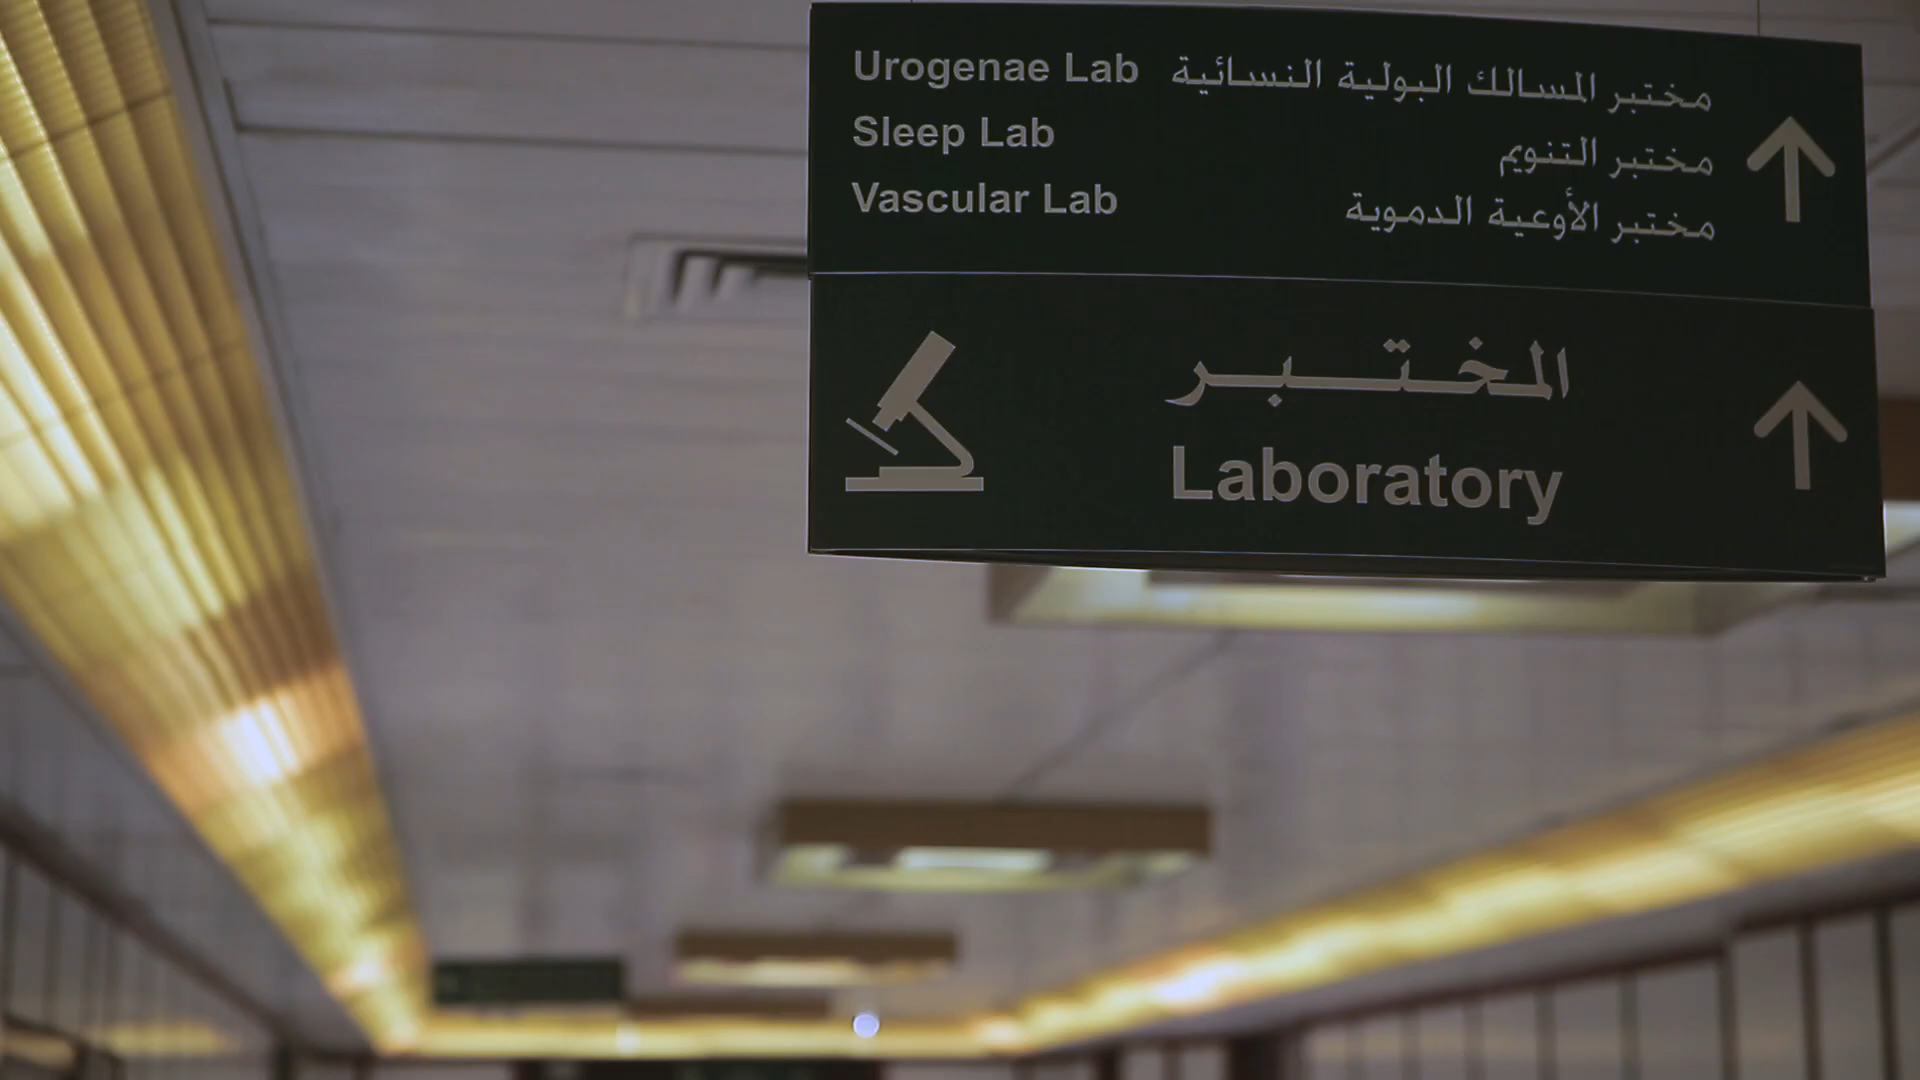 Urogenae Lab مختبر المسالك البولية النسائية
Sleep Lab مختبر التنويم
Vascular Lab مختبر الأوعية الدموية
المختبر
Laboratory